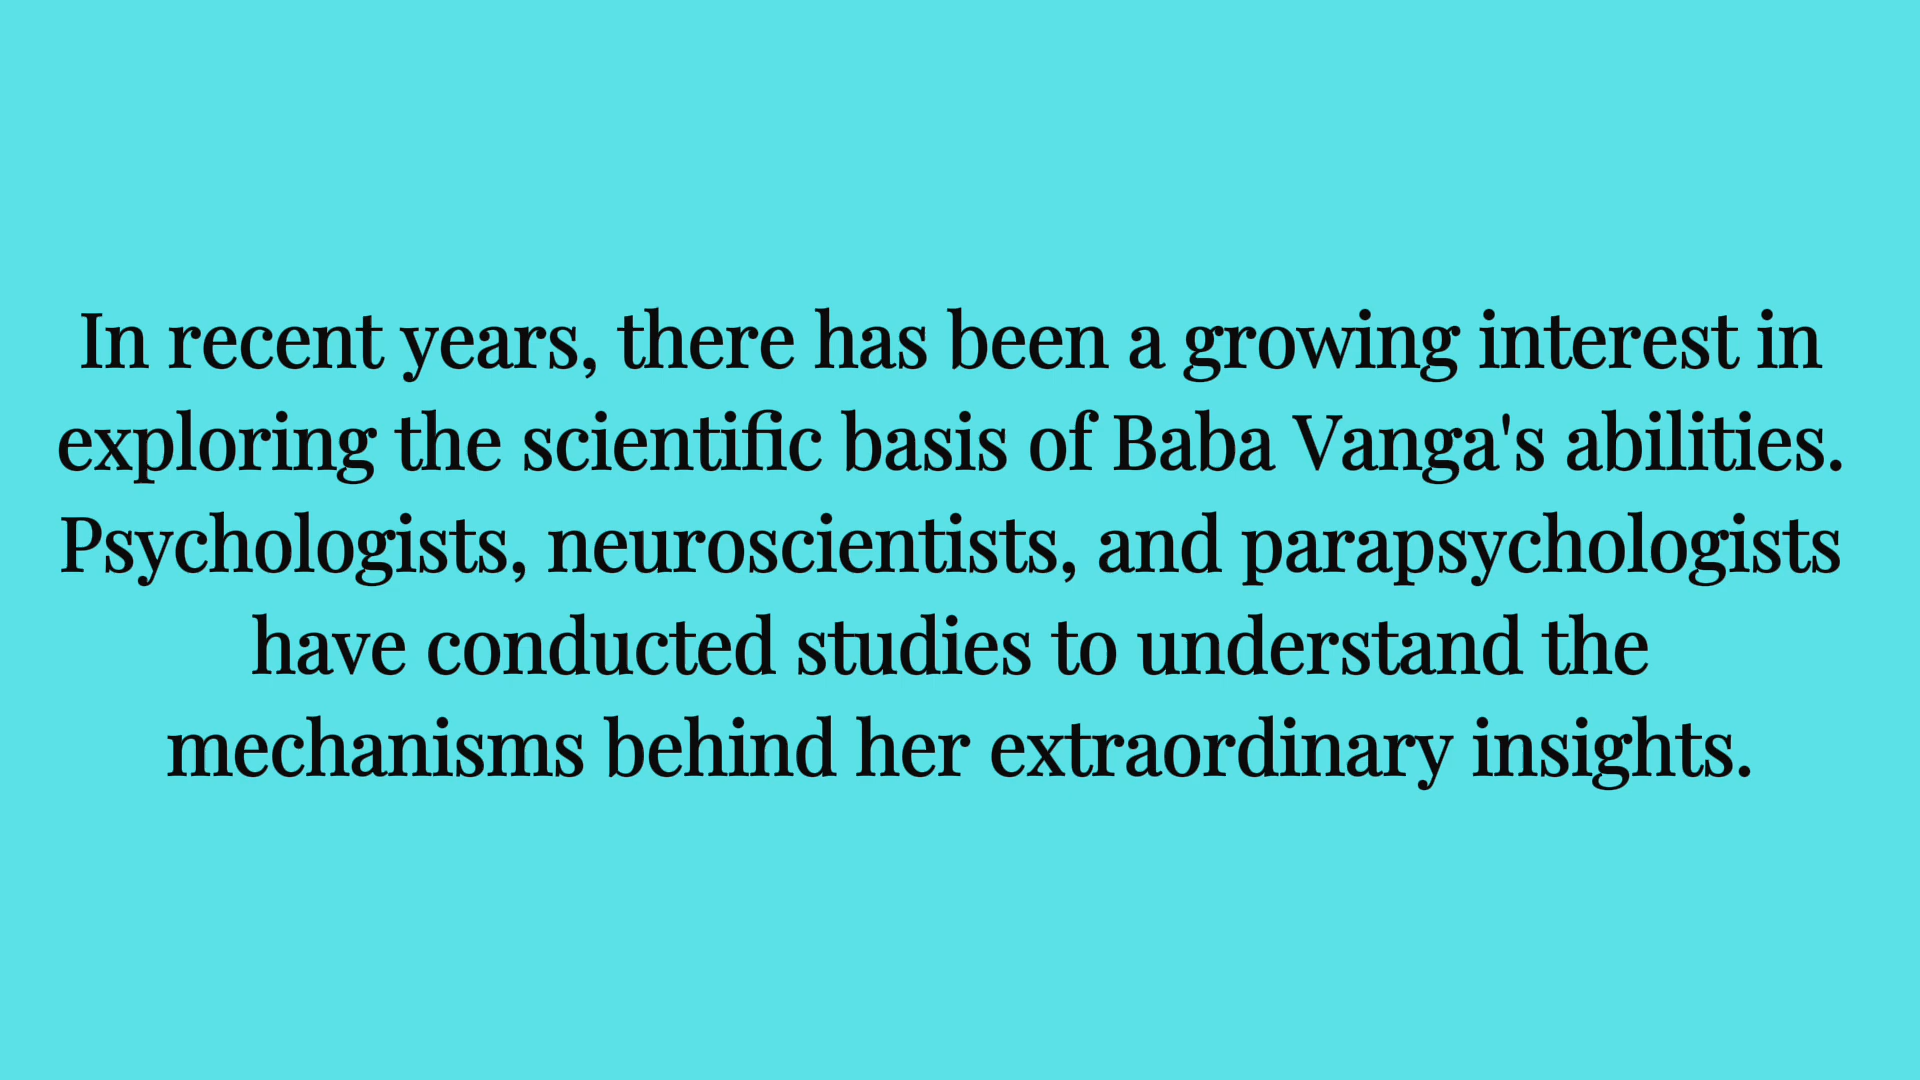 In recent years, there has been a growing interest in
exploring the scientific basis of Baba Vanga's abilities.
Psychologists, neuroscientists, and parapsychologists
have conducted studies to understand the
mechanisms behind her extraordinary insights.